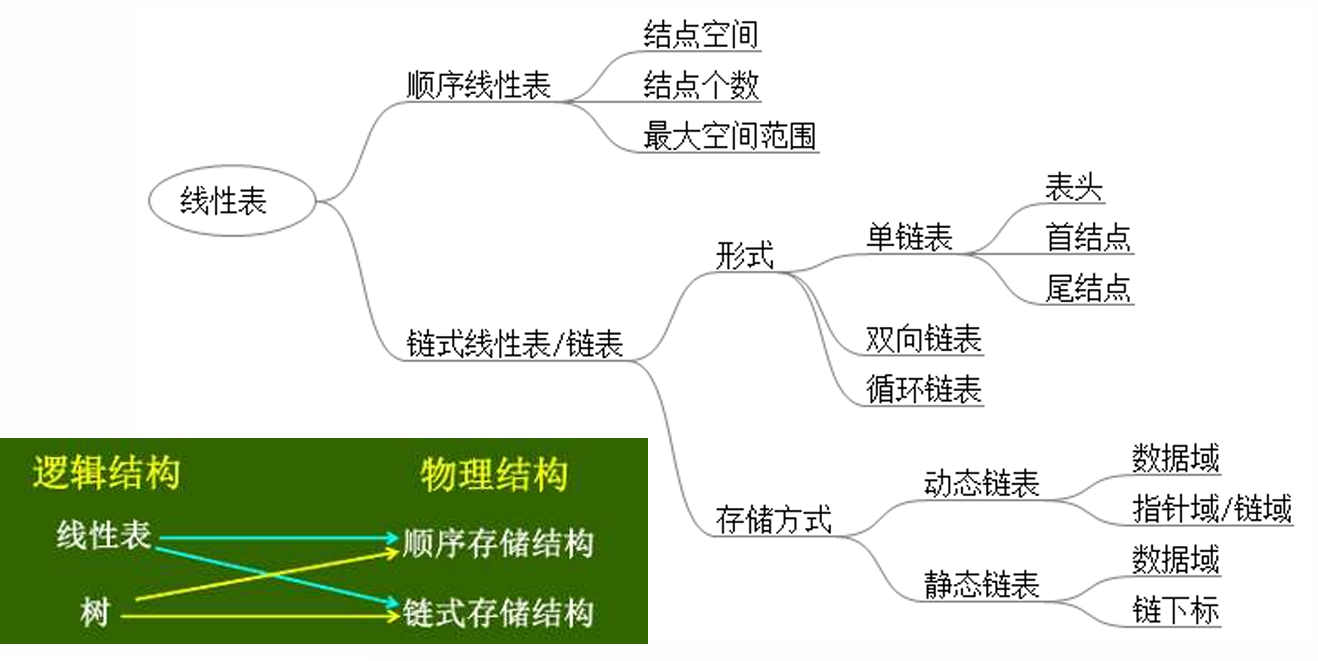 线性表
顺序线性表
结点空间
结点个数
最大空间范围
链式线性表/链表
形式
单链表
表头
首结点
尾结点
双向链表
循环链表
存储方式
动态链表
数据域
指针域/链域
静态链表
数据域
链下标
逻辑结构
物理结构
线性表
顺序存储结构
树
链式存储结构